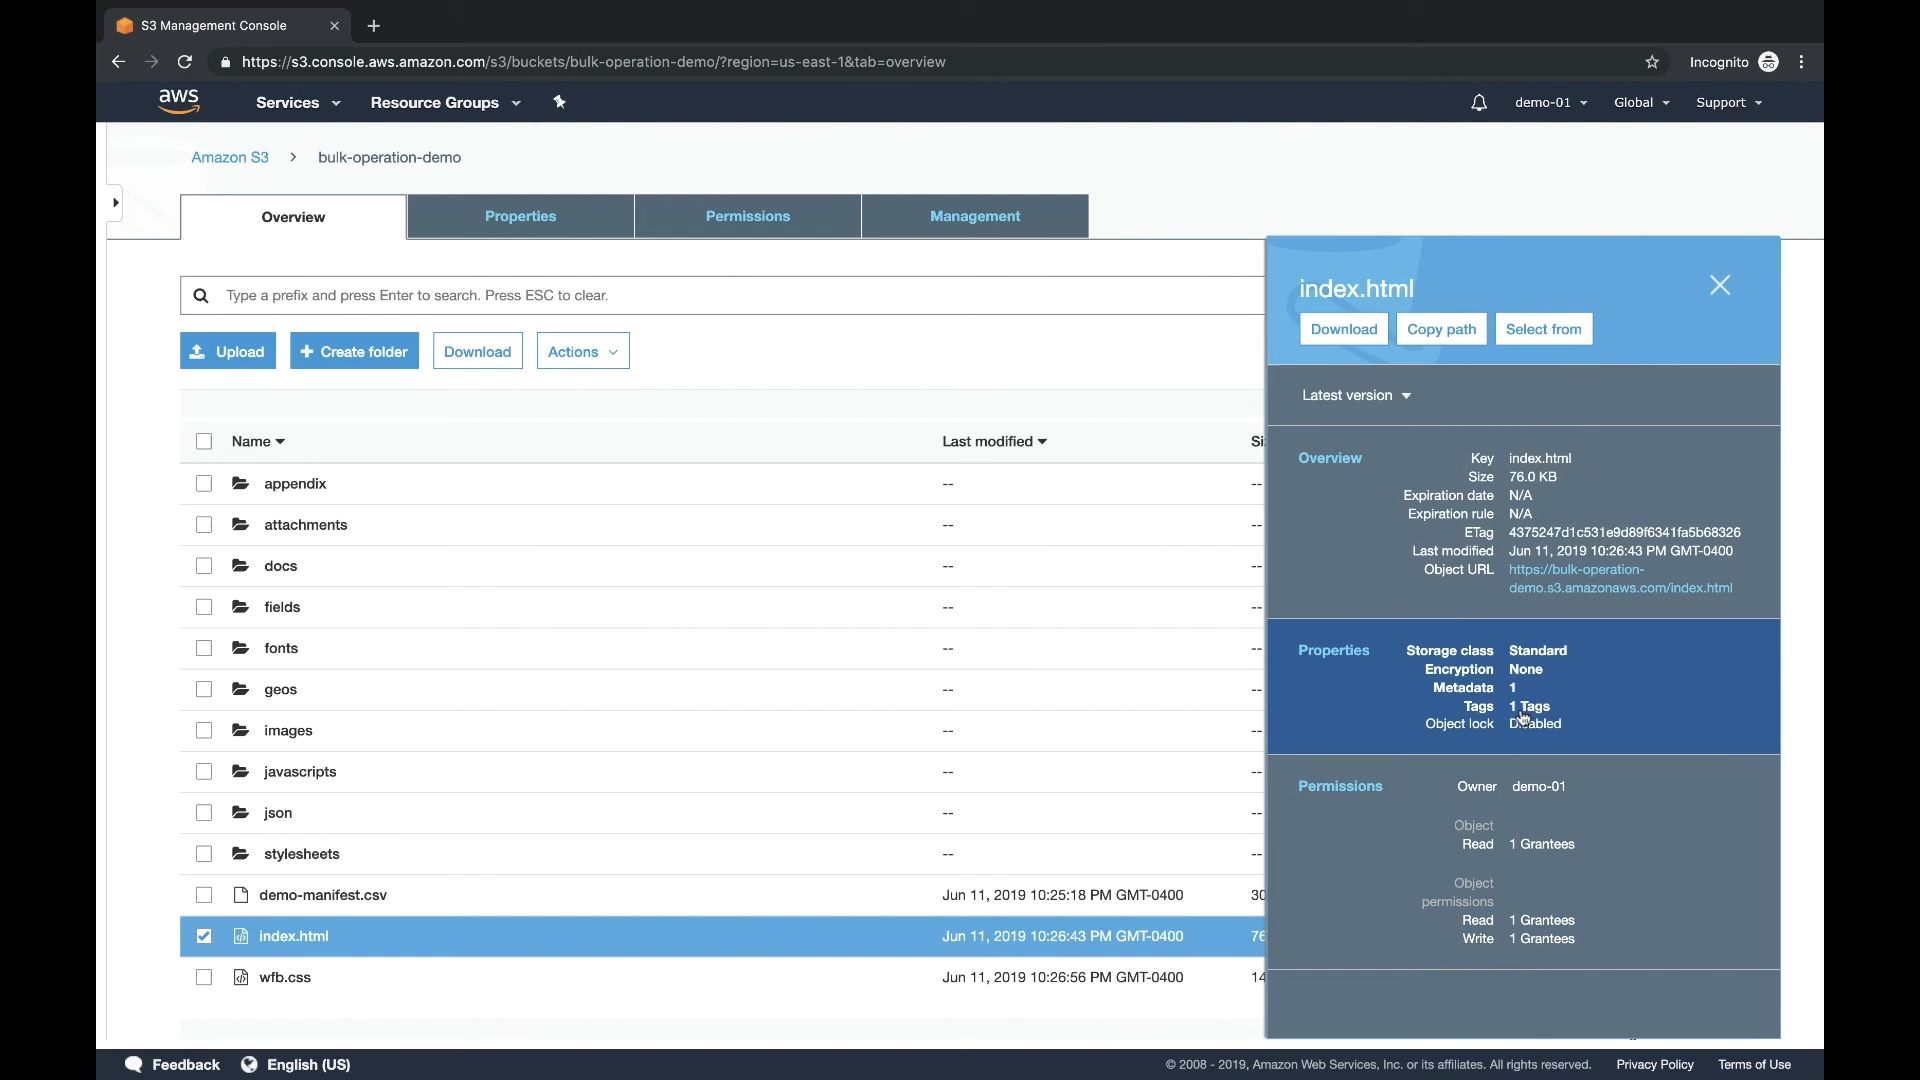 S3 Management Console
https://s3.console.aws.amazon.com/s3/buckets/bulk-operation-demo/?region=us-east-1&tab=overview
Incognito
aws
Services
Resource Groups
demo-01
Global
Support
Amazon S3 > bulk-operation-demo
Overview
Properties
Permissions
Management
Type a prefix and press Enter to search. Press ESC to clear.
Upload
+ Create folder
Download
Actions
Name
Last modified
appendix --
--
attachments --
--
docs --
--
fields --
--
fonts --
--
geos --
--
images --
--
javascripts --
--
json --
--
stylesheets --
--
demo-manifest.csv Jun 11, 2019 10:25:18 PM GMT-0400
index.html Jun 11, 2019 10:26:43 PM GMT-0400
wfb.css Jun 11, 2019 10:26:56 PM GMT-0400
index.html
Download
Copy path
Select from
Latest version
Overview
Key index.html
Size 76.0 KB
Expiration date N/A
Expiration rule N/A
ETag 4375247d1c531e9d89f6341fa5b68326
Last modified Jun 11, 2019 10:26:43 PM GMT-0400
Object URL https://bulk-operation-
demo.s3.amazonaws.com/index.html
Properties
Storage class Standard
Encryption None
Metadata 1
Tags 1 Tags
Object lock Disabled
Permissions
Owner demo-01
Object
Read 1 Grantees
Object
permissions
Read 1 Grantees
Write 1 Grantees
Feedback
English (US)
© 2008 - 2019, Amazon Web Services, Inc. or its affiliates. All rights reserved.
Privacy Policy
Terms of Use